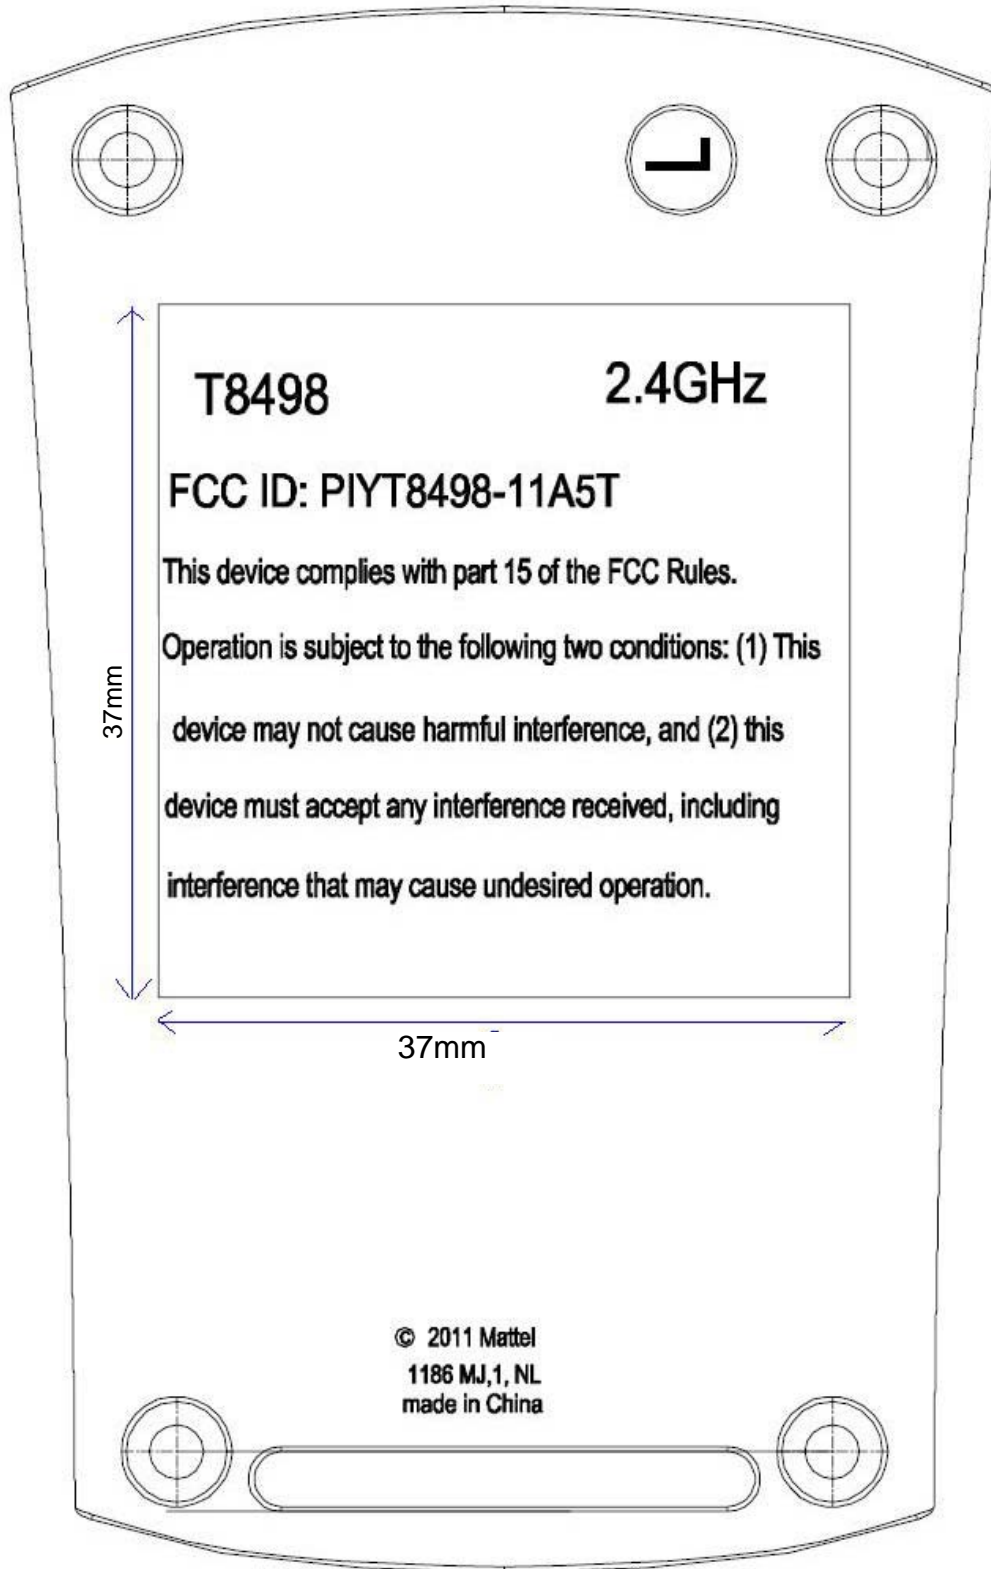 L
T8498 2.4GHz
FCC ID: PIYT8498-11A5T
This device complies with part 15 of the FCC Rules.
Operation is subject to the following two conditions: (1) This
device may not cause harmful interference, and (2) this
device must accept any interference received, including
interference that may cause undesired operation.
37mm
37mm
© 2011 Mattel
1186 MJ,1, NL
made in China